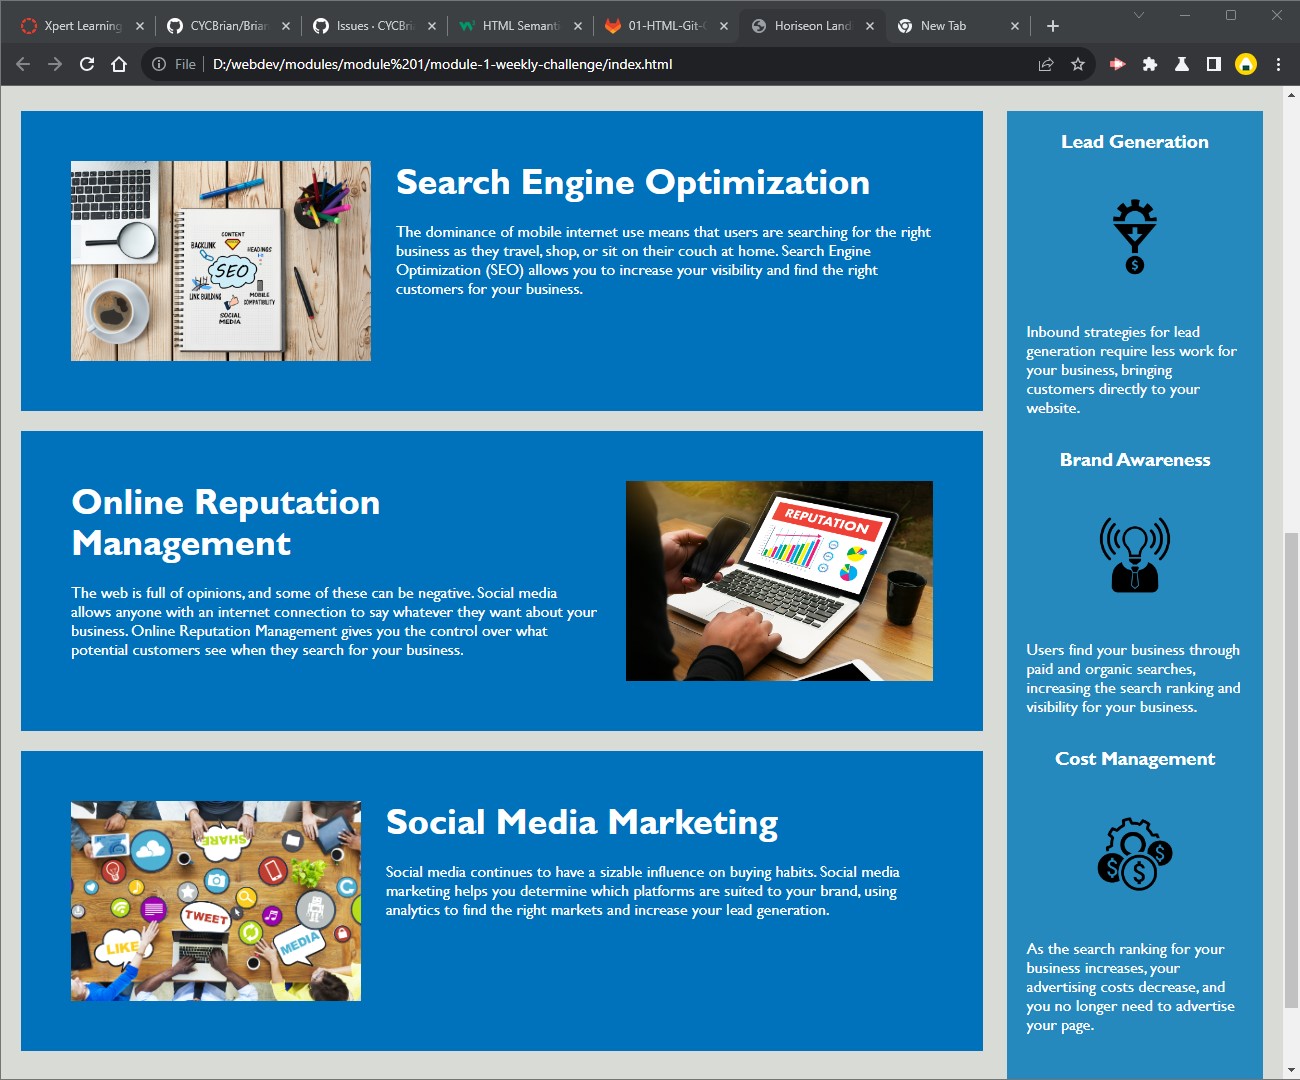 Xpert Learning
CYCBrian/Brian
Issues · CYCBri
HTML Semanti
01-HTML-Git-
Horiseon Land
New Tab
File
D:/webdev/modules/module%201/module-1-weekly-challenge/index.html
CONTENT
BACKLINK
HEADINGS
SEO
LINK BUILDING
MOBILE
COMPATIBILITY
SOCIAL
MEDIA
Search Engine Optimization
The dominance of mobile internet use means that users are searching for the right
business as they travel, shop, or sit on their couch at home. Search Engine
Optimization (SEO) allows you to increase your visibility and find the right
customers for your business.
Online Reputation
Management
The web is full of opinions, and some of these can be negative. Social media
allows anyone with an internet connection to say whatever they want about your
business. Online Reputation Management gives you the control over what
potential customers see when they search for your business.
REPUTATION
SHARE
TWEET
LIKE
MEDIA
Social Media Marketing
Social media continues to have a sizable influence on buying habits. Social media
marketing helps you determine which platforms are suited to your brand, using
analytics to find the right markets and increase your lead generation.
Lead Generation
$
Inbound strategies for lead
generation require less work for
your business, bringing
customers directly to your
website.
Brand Awareness
Users find your business through
paid and organic searches,
increasing the search ranking and
visibility for your business.
Cost Management
$ $ $
As the search ranking for your
business increases, your
advertising costs decrease, and
you no longer need to advertise
your page.